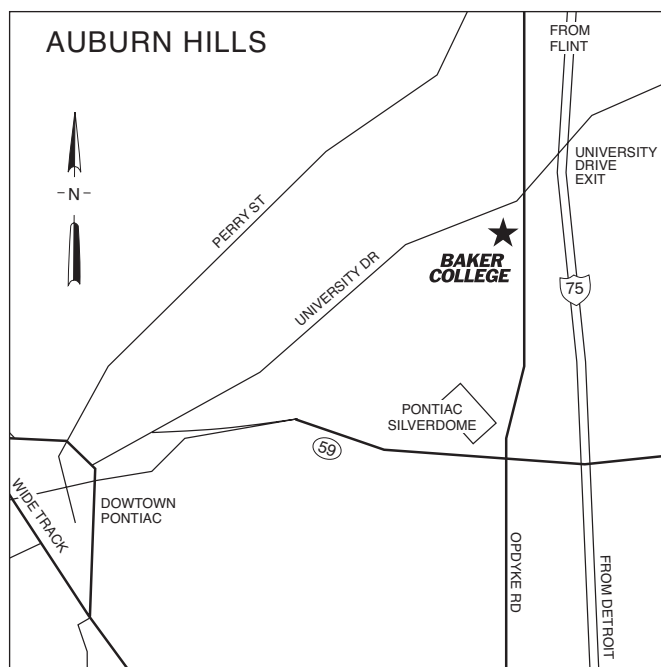 AUBURN HILLS
FROM
FLINT
UNIVERSITY
DRIVE
EXIT
-N-
PERRY ST
UNIVERSITY DR
BAKER
COLLEGE
75
PONTIAC
SILVERDOME
59
DOWTOWN
PONTIAC
WIDE TRACK
OPDYKE RD
FROM DETROIT